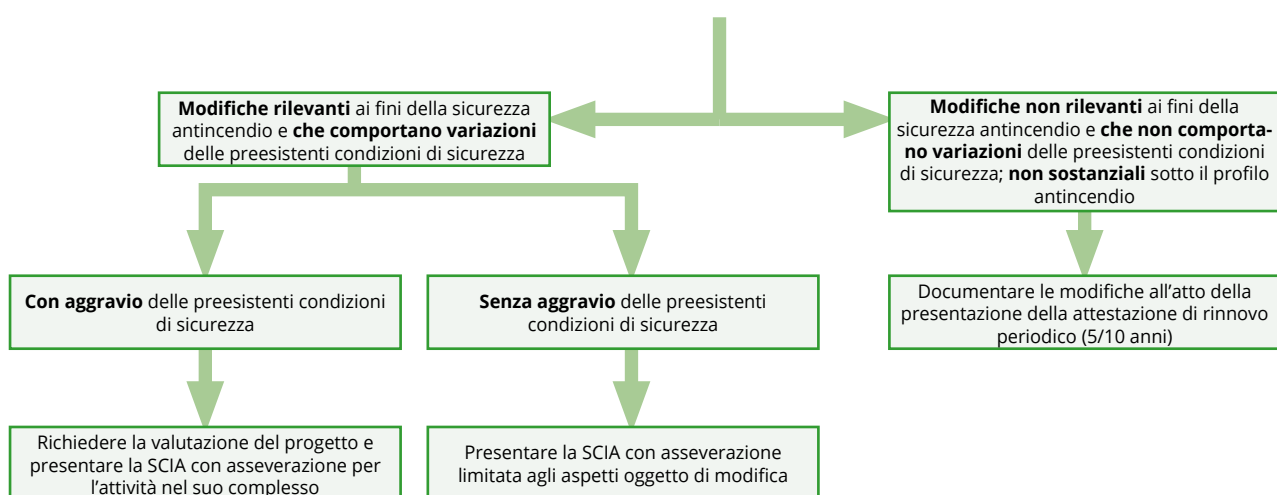 Modifiche rilevanti ai fini della sicurezza
antincendio e che comportano variazioni
delle preesistenti condizioni di sicurezza
Modifiche non rilevanti ai fini della
sicurezza antincendio e che non comporta-
no variazioni delle preesistenti condizioni
di sicurezza; non sostanziali sotto il profilo
antincendio
Con aggravio delle preesistenti condizioni
di sicurezza
Senza aggravio delle preesistenti
condizioni di sicurezza
Documentare le modifiche all’atto della
presentazione della attestazione di rinnovo
periodico (5/10 anni)
Richiedere la valutazione del progetto e
presentare la SCIA con asseverazione per
l’attività nel suo complesso
Presentare la SCIA con asseverazione
limitata agli aspetti oggetto di modifica